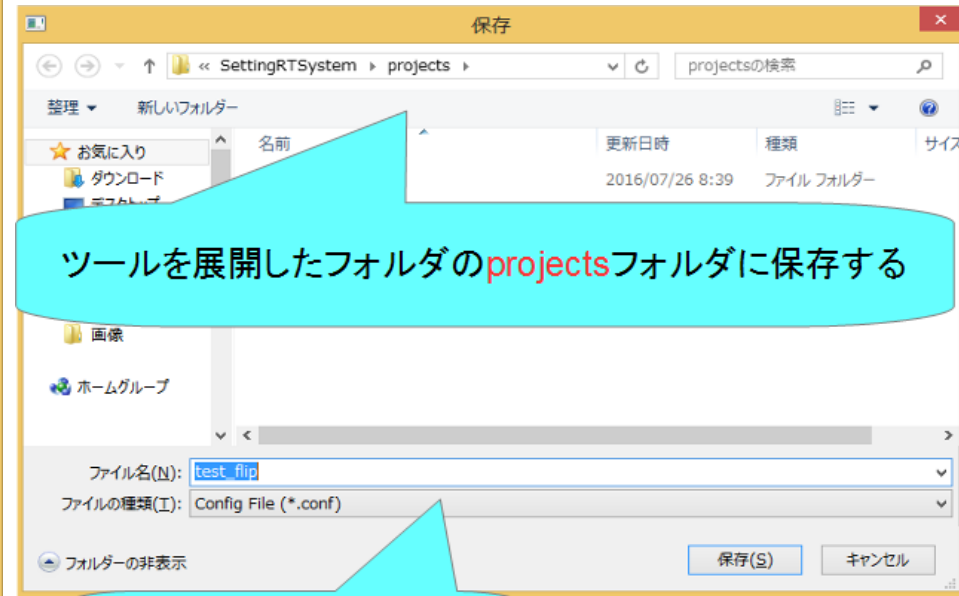 保存
« SettingRTSystem ▸ projects ▸
projectsの検索
整理 ▼ 新しいフォルダー
お気に入り
名前 更新日時 種類 サイズ
ダウンロード
2016/07/26 8:39 ファイル フォルダー
デスクトップ
ツールを展開したフォルダのprojectsフォルダに保存する
画像
ホームグループ
ファイル名(N): test_flip
ファイルの種類(T): Config File (*.conf)
フォルダーの非表示
保存(S) キャンセル